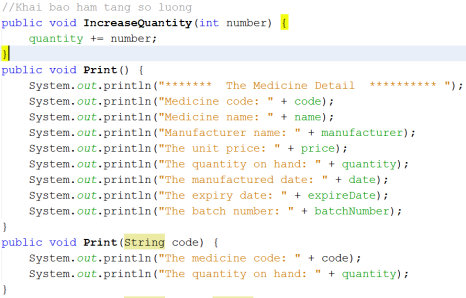 //Khai bao ham tang so luong
public void IncreaseQuantity(int number) {
    quantity += number;
}
public void Print() {
    System.out.println("******* The Medicine Detail ********** ");
    System.out.println("Medicine code: " + code);
    System.out.println("Medicine name: " + name);
    System.out.println("Manufacturer name: " + manufacturer);
    System.out.println("The unit price: " + price);
    System.out.println("The quantity on hand: " + quantity);
    System.out.println("The manufactured date: " + date);
    System.out.println("The expiry date: " + expireDate);
    System.out.println("The batch number: " + batchNumber);
}
public void Print(String code) {
    System.out.println("The medicine code: " + code);
    System.out.println("The quantity on hand: " + quantity);
}